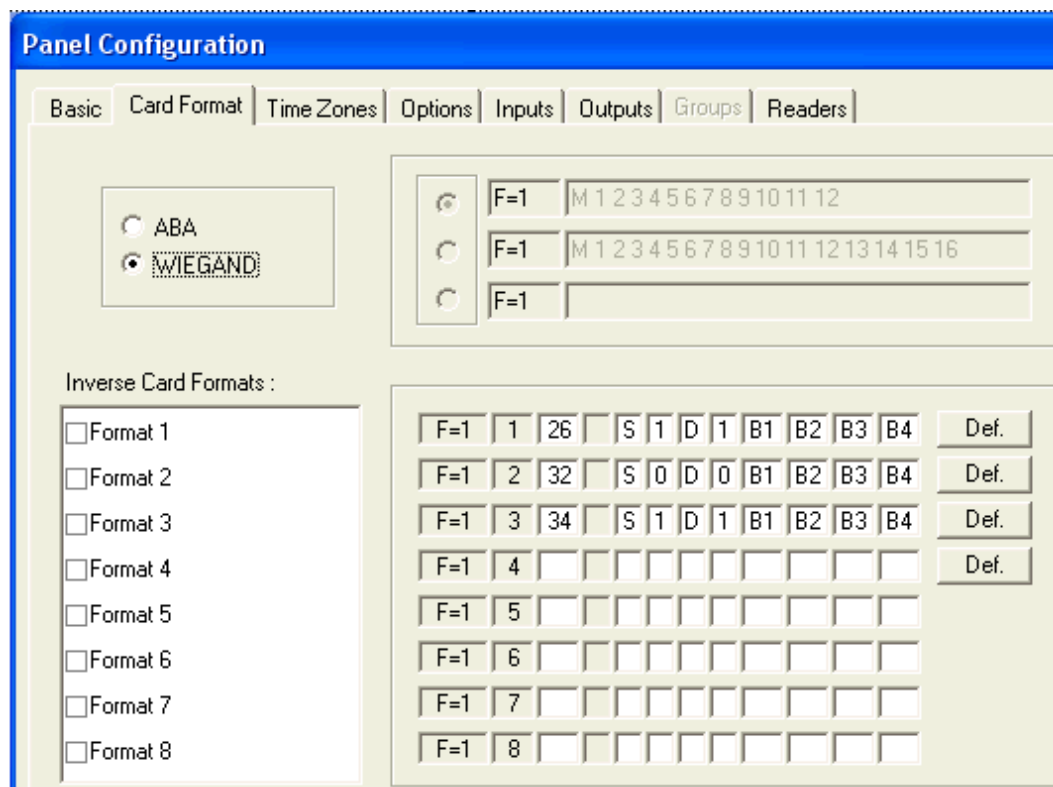 Panel Configuration
Basic Card Format Time Zones Options Inputs Outputs Groups Readers
ABA
WIEGAND
F=1 M 1 2 3 4 5 6 7 8 9 10 11 12
F=1 M 1 2 3 4 5 6 7 8 9 10 11 12 13 14 15 16
F=1
Inverse Card Formats :
Format 1
Format 2
Format 3
Format 4
Format 5
Format 6
Format 7
Format 8
F=1 1 26 S 1 D 1 B1 B2 B3 B4 Def.
F=1 2 32 S 0 D 0 B1 B2 B3 B4 Def.
F=1 3 34 S 1 D 1 B1 B2 B3 B4 Def.
F=1 4 Def.
F=1 5
F=1 6
F=1 7
F=1 8